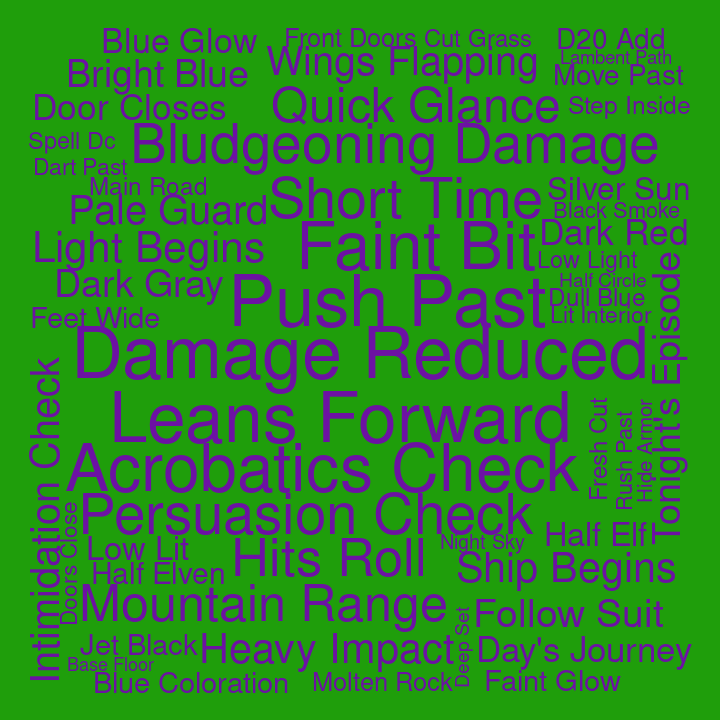 Blue Glow
Front Doors Cut Grass
D20 Add
Lambent Path
Bright Blue
Wings Flapping
Move Past
Door Closes
Quick Glance
Step Inside
Spell Dc
Bludgeoning Damage
Dart Past
Main Road
Short Time
Silver Sun
Pale Guard
Black Smoke
Light Begins
Faint Bit
Dark Red
Low Light
Dark Gray
Push Past
Half Circle
Dull Blue
Feet Wide
Lit Interior
Tonight's Episode
Damage Reduced
Intimidation Check
Leans Forward
Fresh Cut
Rush Past
Hide Armor
Acrobatics Check
Persuasion Check
Doors Close
Low Lit
Hits Roll
Night Sky
Half Elf
Half Elven
Ship Begins
Mountain Range
Deep Set
Follow Suit
Jet Black
Heavy Impact
Day's Journey
Base Floor
Blue Coloration
Molten Rock
Faint Glow